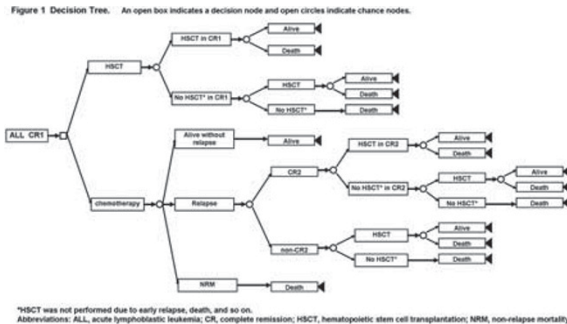 Figure 1 Decision Tree. An open box indicates a decision node and open circles indicate chance nodes.
ALL CR1
HSCT
HSCT in CR1
Alive
Death
No HSCT* in CR1
HSCT
Alive
Death
No HSCT*
Death
chemotherapy
Alive without
relapse
Alive
Relapse
CR2
HSCT in CR2
Alive
Death
No HSCT* in CR2
HSCT
Alive
Death
No HSCT*
Death
non-CR2
HSCT
Alive
Death
No HSCT*
Death
NRM
Death
*HSCT was not performed due to early relapse, death, and so on.
Abbreviations: ALL, acute lymphoblastic leukemia; CR, complete remission; HSCT, hematopoietic stem cell transplantation; NRM, non-relapse mortality